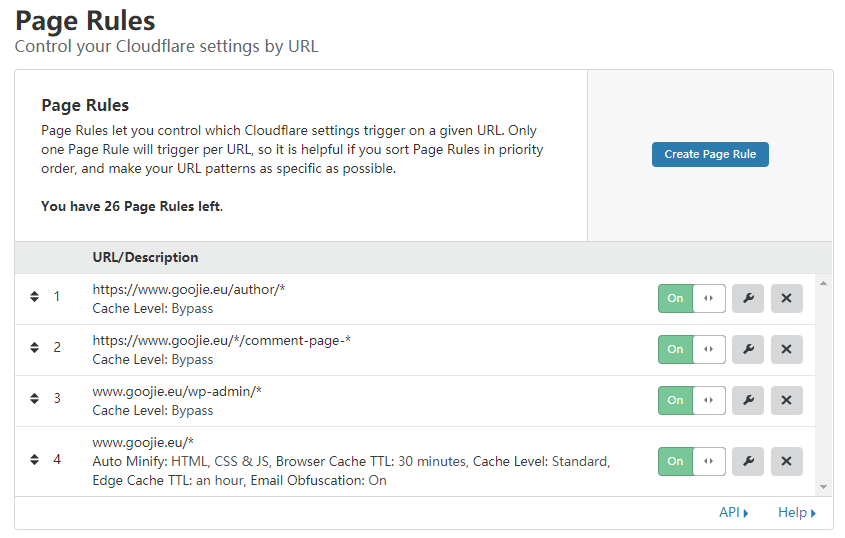 Page Rules
Control your Cloudflare settings by URL
Page Rules
Page Rules let you control which Cloudflare settings trigger on a given URL. Only
one Page Rule will trigger per URL, so it is helpful if you sort Page Rules in priority
order, and make your URL patterns as specific as possible.
You have 26 Page Rules left.
Create Page Rule
URL/Description
1
https://www.goojie.eu/author/*
Cache Level: Bypass
On
2
https://www.goojie.eu/*/comment-page-*
Cache Level: Bypass
On
3
www.goojie.eu/wp-admin/*
Cache Level: Bypass
On
4
www.goojie.eu/*
Auto Minify: HTML, CSS & JS, Browser Cache TTL: 30 minutes, Cache Level: Standard,
Edge Cache TTL: an hour, Email Obfuscation: On
On
API
Help